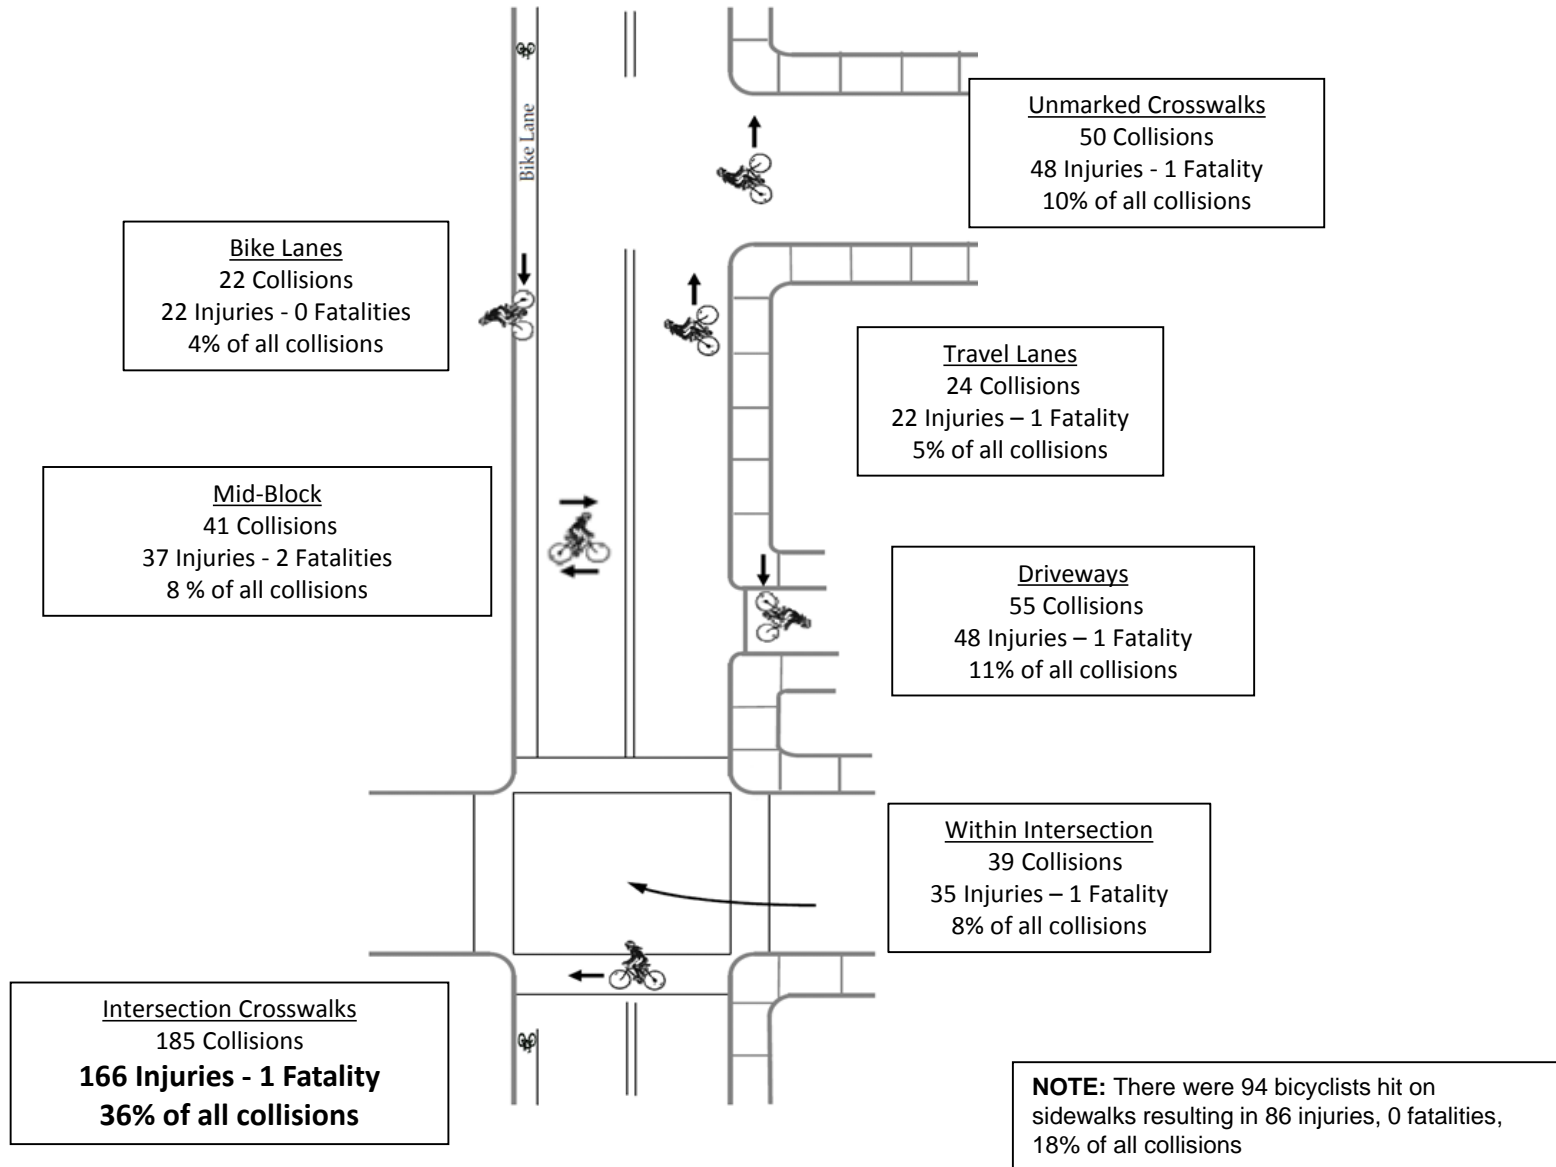 Bike Lane
Unmarked Crosswalks
50 Collisions
48 Injuries - 1 Fatality
10% of all collisions
Bike Lanes
22 Collisions
22 Injuries - 0 Fatalities
4% of all collisions
Travel Lanes
24 Collisions
22 Injuries – 1 Fatality
5% of all collisions
Mid-Block
41 Collisions
37 Injuries - 2 Fatalities
8 % of all collisions
Driveways
55 Collisions
48 Injuries – 1 Fatality
11% of all collisions
Within Intersection
39 Collisions
35 Injuries – 1 Fatality
8% of all collisions
Intersection Crosswalks
185 Collisions
166 Injuries - 1 Fatality
36% of all collisions
NOTE: There were 94 bicyclists hit on
sidewalks resulting in 86 injuries, 0 fatalities,
18% of all collisions